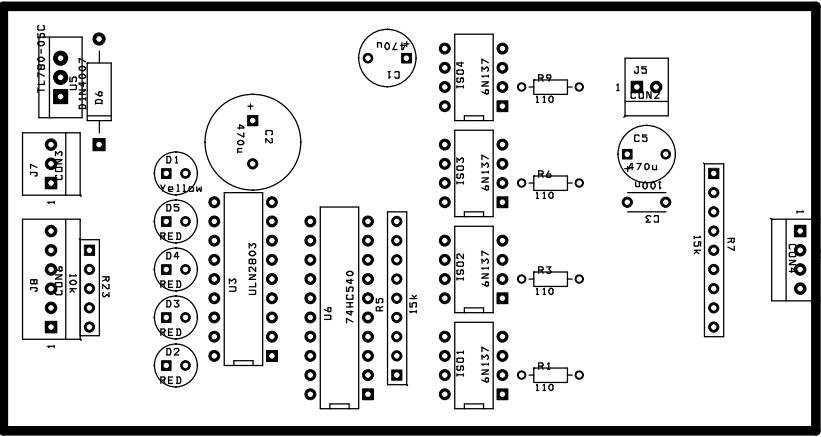 TL780-05C
U5
D1N4007
D6
J7
CON3
1
J8
CON6
10k
R23
1
D1
Yellow
D5
RED
D4
RED
D3
RED
D2
RED
+
470u
C2
U3
ULN2803
+
470u
C1
U6
74HC540
R5
15k
ISO4
6N137
ISO3
6N137
ISO2
6N137
ISO1
6N137
R9
110
R6
110
R3
110
R1
110
J5
1
CON2
C5
+
470u
100n
C3
R7
15k
1
CON4